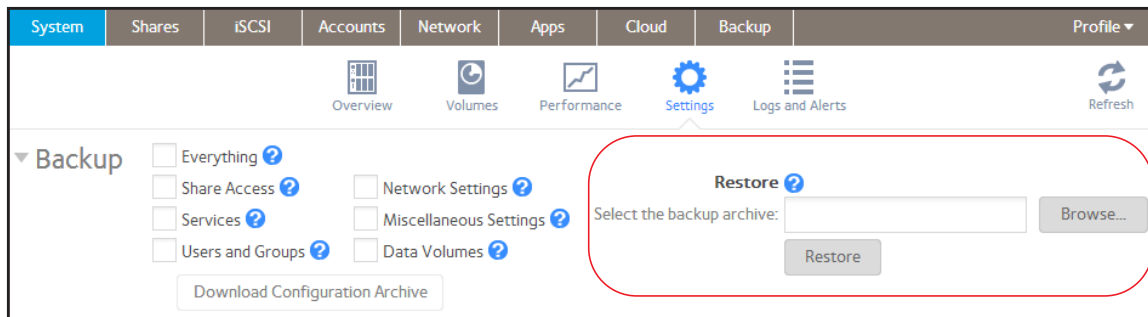 System Shares iSCSI Accounts Network Apps Cloud Backup Profile
Overview Volumes Performance Settings Logs and Alerts Refresh
Backup
Everything ?
Share Access ? Network Settings ?
Services ? Miscellaneous Settings ?
Users and Groups ? Data Volumes ?
Download Configuration Archive
Restore ?
Select the backup archive: Browse...
Restore